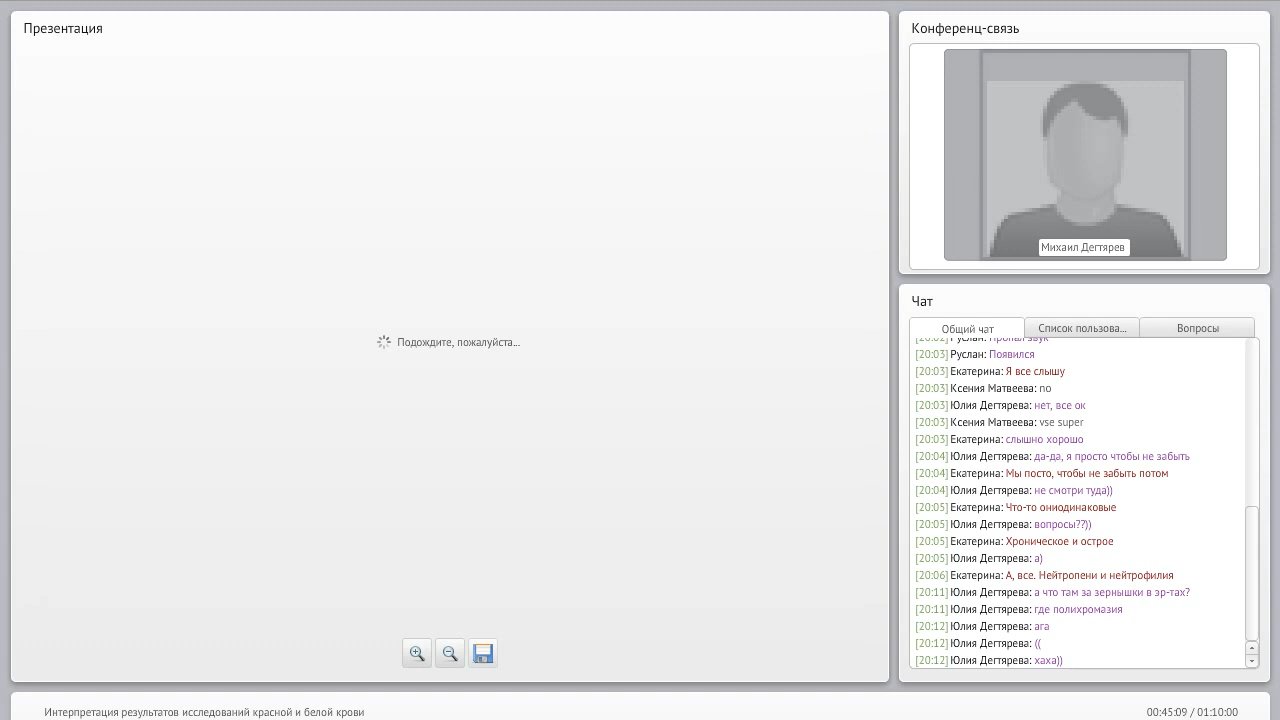 Презентация
Подождите, пожалуйста...
Конференц-связь
Михаил Дегтярев
Чат
Общий чат
Список пользова...
Вопросы
[20:02] Руслан: Пропал звук
[20:03] Руслан: Появился
[20:03] Екатерина: Я все слышу
[20:03] Ксения Матвеева: no
[20:03] Юлия Дегтярева: нет, все ок
[20:03] Ксения Матвеева: vse super
[20:03] Екатерина: слышно хорошо
[20:04] Юлия Дегтярева: да-да, я просто чтобы не забыть
[20:04] Екатерина: Мы посто, чтобы не забыть потом
[20:04] Юлия Дегтярева: не смотри туда))
[20:05] Екатерина: Что-то ониодинаковые
[20:05] Юлия Дегтярева: вопросы??))
[20:05] Екатерина: Хроническое и острое
[20:05] Юлия Дегтярева: а)
[20:06] Екатерина: А, все. Нейтропени и нейтрофилия
[20:11] Юлия Дегтярева: а что там за зернышки в эр-тах?
[20:11] Юлия Дегтярева: где полихромазия
[20:12] Юлия Дегтярева: ага
[20:12] Юлия Дегтярева: ((
[20:12] Юлия Дегтярева: хаха))
Интерпретация результатов исследований красной и белой крови
00:45:09 / 01:10:00